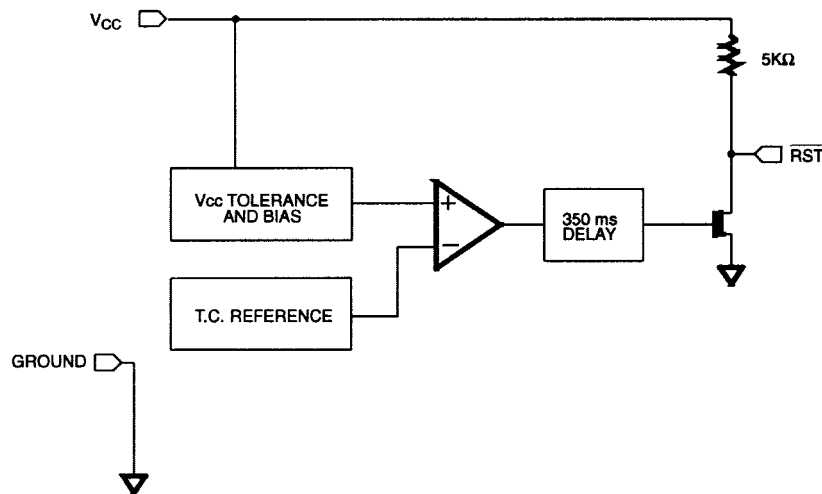 VCC
5KΩ
RST
Vcc TOLERANCE
AND BIAS
+
−
350 ms
DELAY
T.C. REFERENCE
GROUND